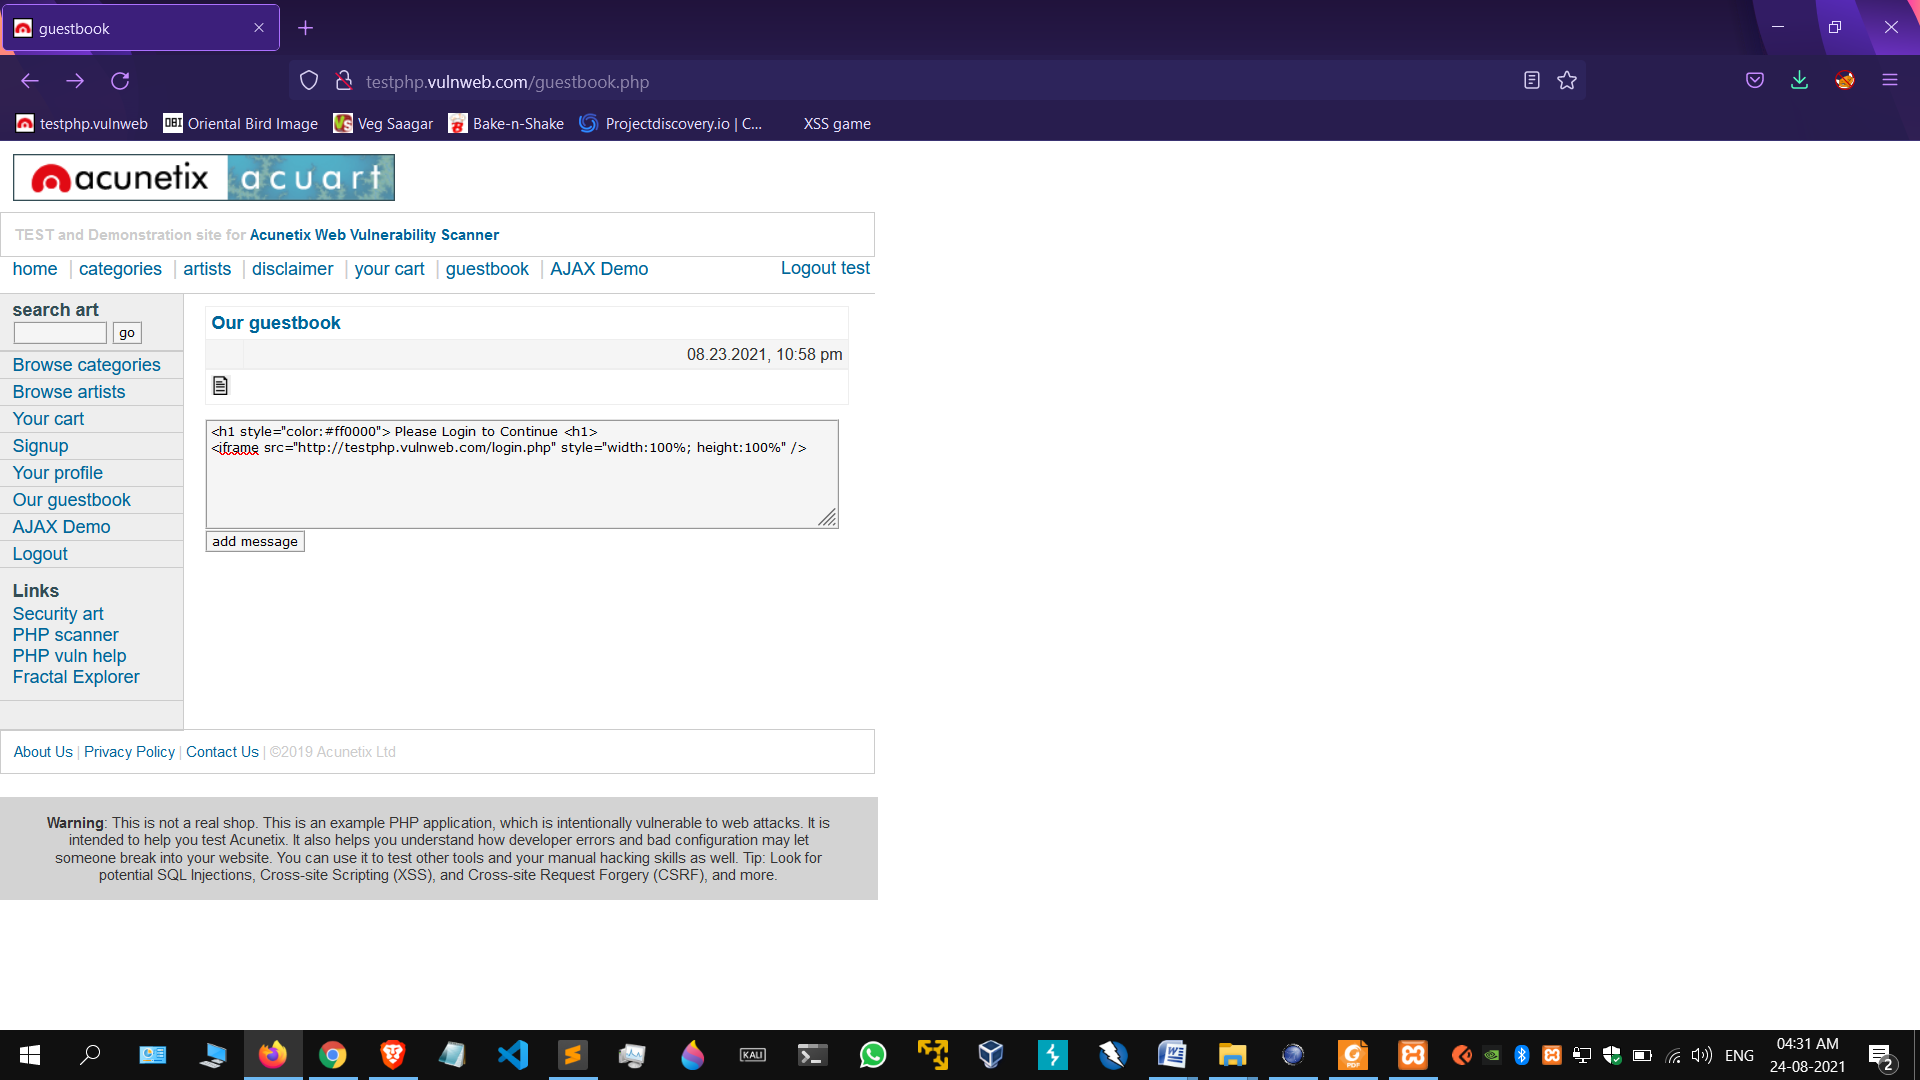 guestbook
testphp.vulnweb.com/guestbook.php
testphp.vulnweb
OBI Oriental Bird Image
Veg Saagar
Bake-n-Shake
Projectdiscovery.io | C...
XSS game
acunetix acuart
TEST and Demonstration site for Acunetix Web Vulnerability Scanner
home | categories | artists | disclaimer | your cart | guestbook | AJAX Demo
Logout test
search art
go
Browse categories
Browse artists
Your cart
Signup
Your profile
Our guestbook
AJAX Demo
Logout
Links
Security art
PHP scanner
PHP vuln help
Fractal Explorer
Our guestbook
08.23.2021, 10:58 pm
<h1 style="color:#ff0000"> Please Login to Continue <h1>
<iframe src="http://testphp.vulnweb.com/login.php" style="width:100%; height:100%" />
add message
About Us | Privacy Policy | Contact Us | ©2019 Acunetix Ltd
Warning: This is not a real shop. This is an example PHP application, which is intentionally vulnerable to web attacks. It is
intended to help you test Acunetix. It also helps you understand how developer errors and bad configuration may let
someone break into your website. You can use it to test other tools and your manual hacking skills as well. Tip: Look for
potential SQL Injections, Cross-site Scripting (XSS), and Cross-site Request Forgery (CSRF), and more.
KALI
PDF
ENG
04:31 AM
24-08-2021
2